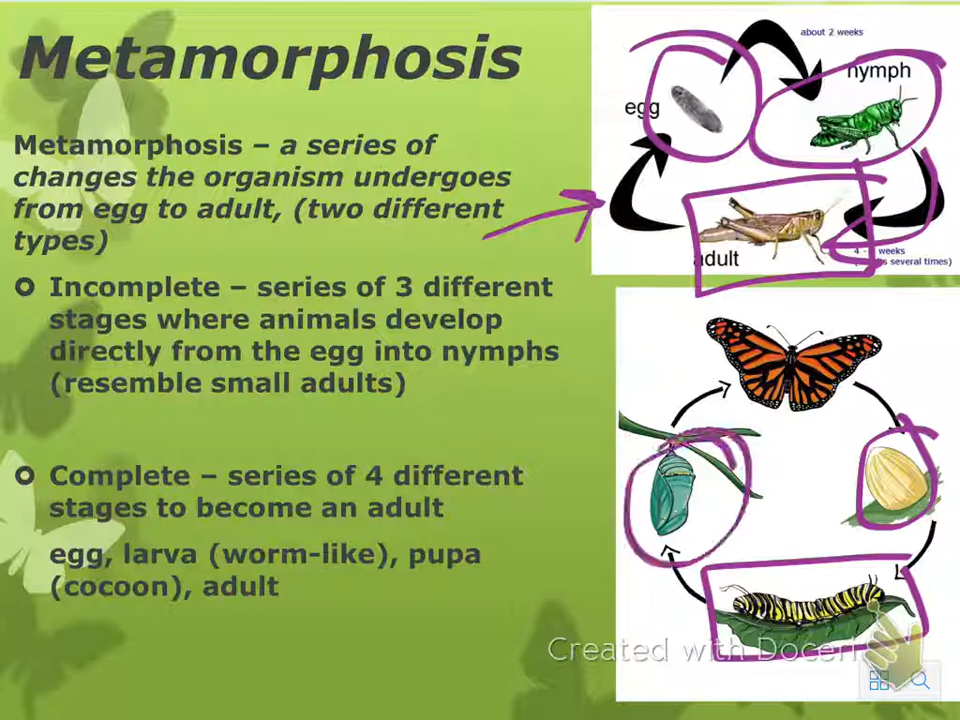 Metamorphosis
Metamorphosis – a series of
changes the organism undergoes
from egg to adult, (two different
types)
Incomplete – series of 3 different
stages where animals develop
directly from the egg into nymphs
(resemble small adults)
Complete – series of 4 different
stages to become an adult
egg, larva (worm-like), pupa
(cocoon), adult
about 2 weeks
nymph
egg
adult
4 - weeks
s several times)
Created with Doceri